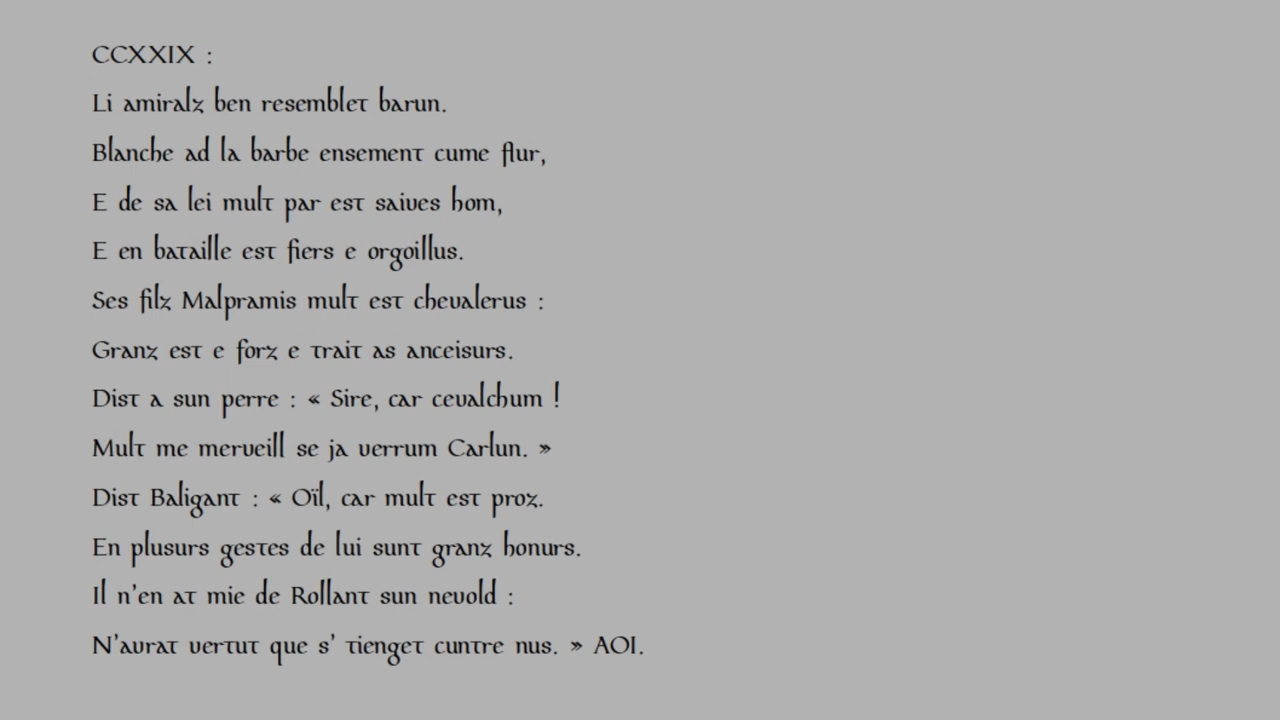 CCXXIX :
Li amiralz ben resemblet barun.
Blanche ad la barbe ensement cume flur,
E de sa lei mult par est saives hom,
E en bataille est fiers e orgoillus.
Ses filz Malpramis mult est chevalerus :
Granz est e forz e trait as anceisurs.
Dist a sun perre : « Sire, car cevalchum !
Mult me merveill se ja verrum Carlun. »
Dist Baligant : « Oïl, car mult est proz.
En plusurs gestes de lui sunt granz honurs.
Il n'en at mie de Rollant sun nevold :
N'avrat vertut que s' tienget cuntre nus. » AOI.